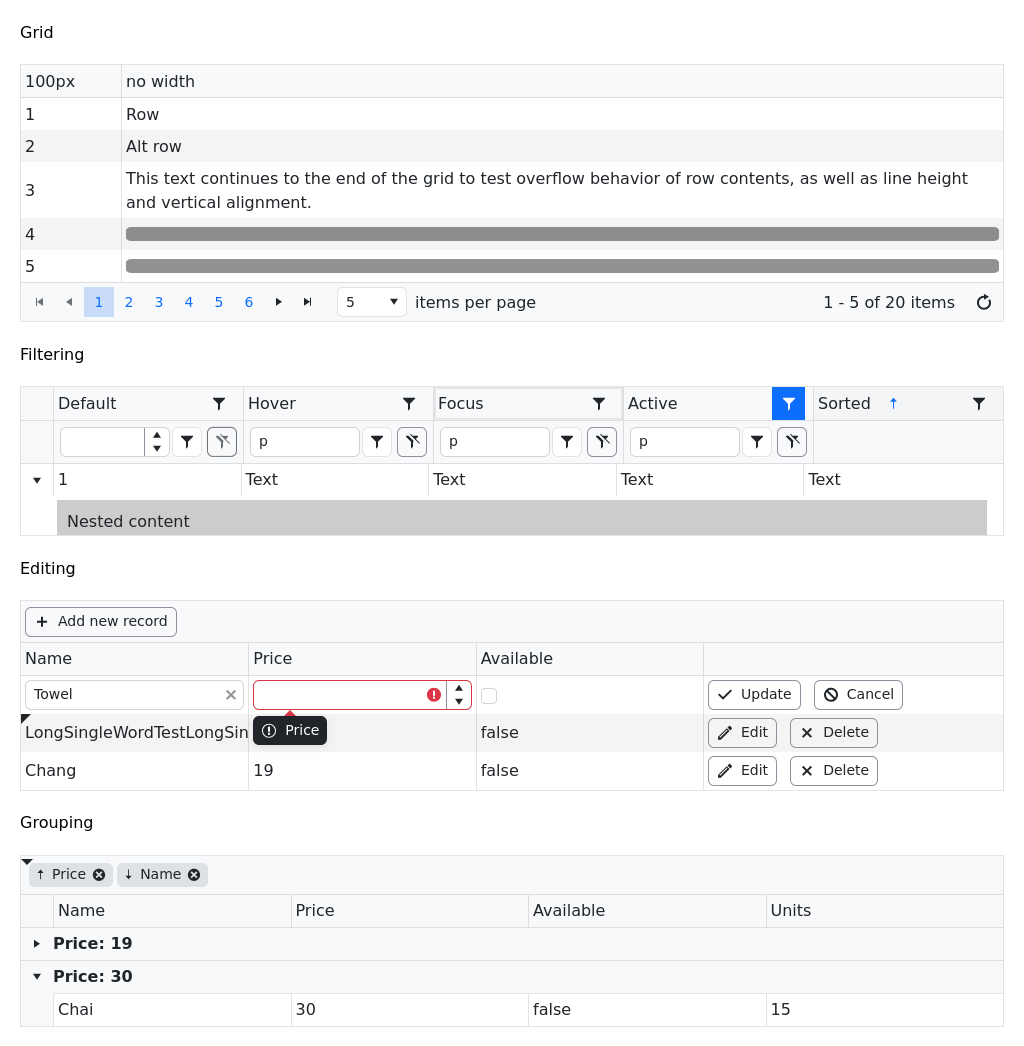 Grid
100px no width
1 Row
2 Alt row
3 This text continues to the end of the grid to test overflow behavior of row contents, as well as line height
and vertical alignment.
4
5
1 2 3 4 5 6 5 items per page 1 - 5 of 20 items
Filtering
Default Hover Focus Active Sorted
p p p
1 Text Text Text Text
Nested content
Editing
Add new record
Name Price Available
Towel Update Cancel
LongSingleWordTestLongSin Price false Edit Delete
Chang 19 false Edit Delete
Grouping
Price Name
Name Price Available Units
Price: 19
Price: 30
Chai 30 false 15